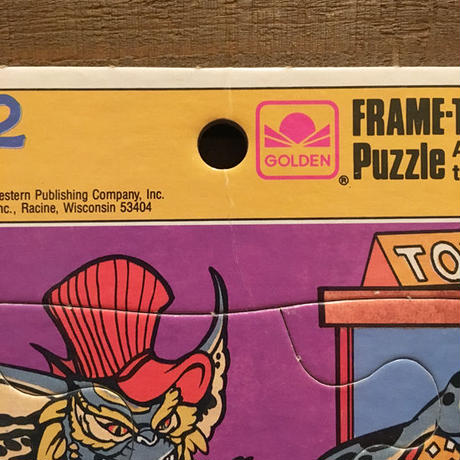 2
FRAME-T
Puzzle
GOLDEN
®
estern Publishing Company, Inc.
nc., Racine, Wisconsin 53404
TO